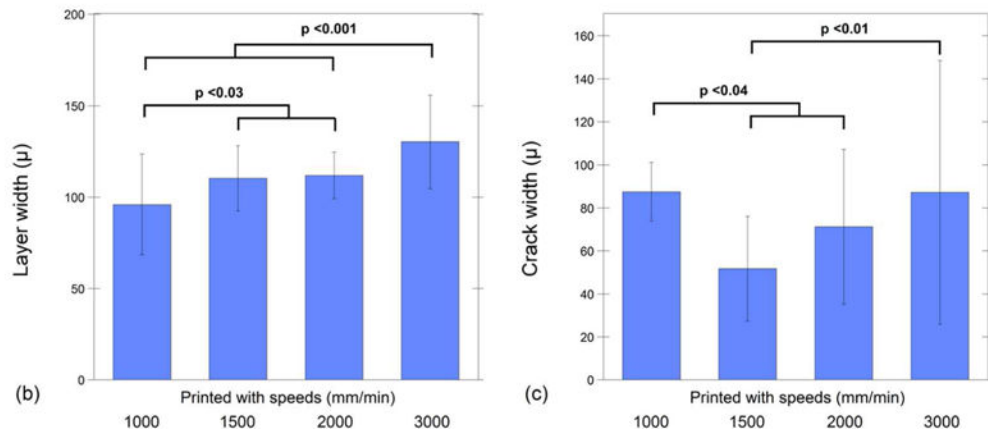 200
150
100
50
0
Layer width (µ)
p <0.001
p <0.03
(b)
Printed with speeds (mm/min)
1000 1500 2000 3000
160
140
120
100
80
60
40
20
0
Crack width (µ)
p <0.01
p <0.04
(c)
Printed with speeds (mm/min)
1000 1500 2000 3000